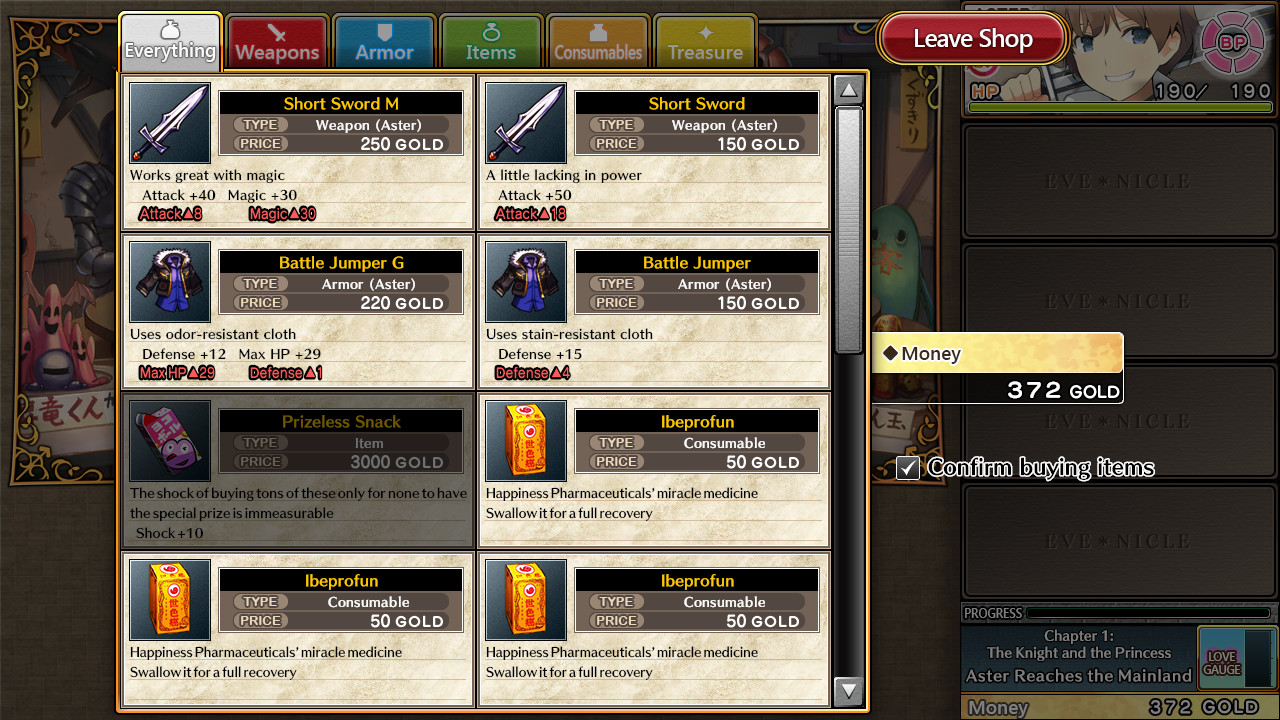 Everything
Weapons
Armor
Items
Consumables
Treasure
Leave Shop
BP
HP
190/ 190
Short Sword M
TYPE Weapon (Aster)
PRICE 250 GOLD
Works great with magic
Attack +40 Magic +30
Attack▲8 Magic▲30
Short Sword
TYPE Weapon (Aster)
PRICE 150 GOLD
A little lacking in power
Attack +50
Attack▲18
Battle Jumper G
TYPE Armor (Aster)
PRICE 220 GOLD
Uses odor-resistant cloth
Defense +12 Max HP +29
Max HP▲29 Defense▲1
Battle Jumper
TYPE Armor (Aster)
PRICE 150 GOLD
Uses stain-resistant cloth
Defense +15
Defense▲4
Prizeless Snack
TYPE Item
PRICE 3000 GOLD
The shock of buying tons of these only for none to have
the special prize is immeasurable
Shock +10
Ibeprofun
TYPE Consumable
PRICE 50 GOLD
Happiness Pharmaceuticals' miracle medicine
Swallow it for a full recovery
Ibeprofun
TYPE Consumable
PRICE 50 GOLD
Happiness Pharmaceuticals' miracle medicine
Swallow it for a full recovery
Ibeprofun
TYPE Consumable
PRICE 50 GOLD
Happiness Pharmaceuticals' miracle medicine
Swallow it for a full recovery
EVE*NICLE
EVE*NICLE
◆Money
372 GOLD
EVE*NICLE
Confirm buying items
EVE*NICLE
PROGRESS
Chapter 1:
The Knight and the Princess
Aster Reaches the Mainland
LOVE
GAUGE
Money 372 GOLD